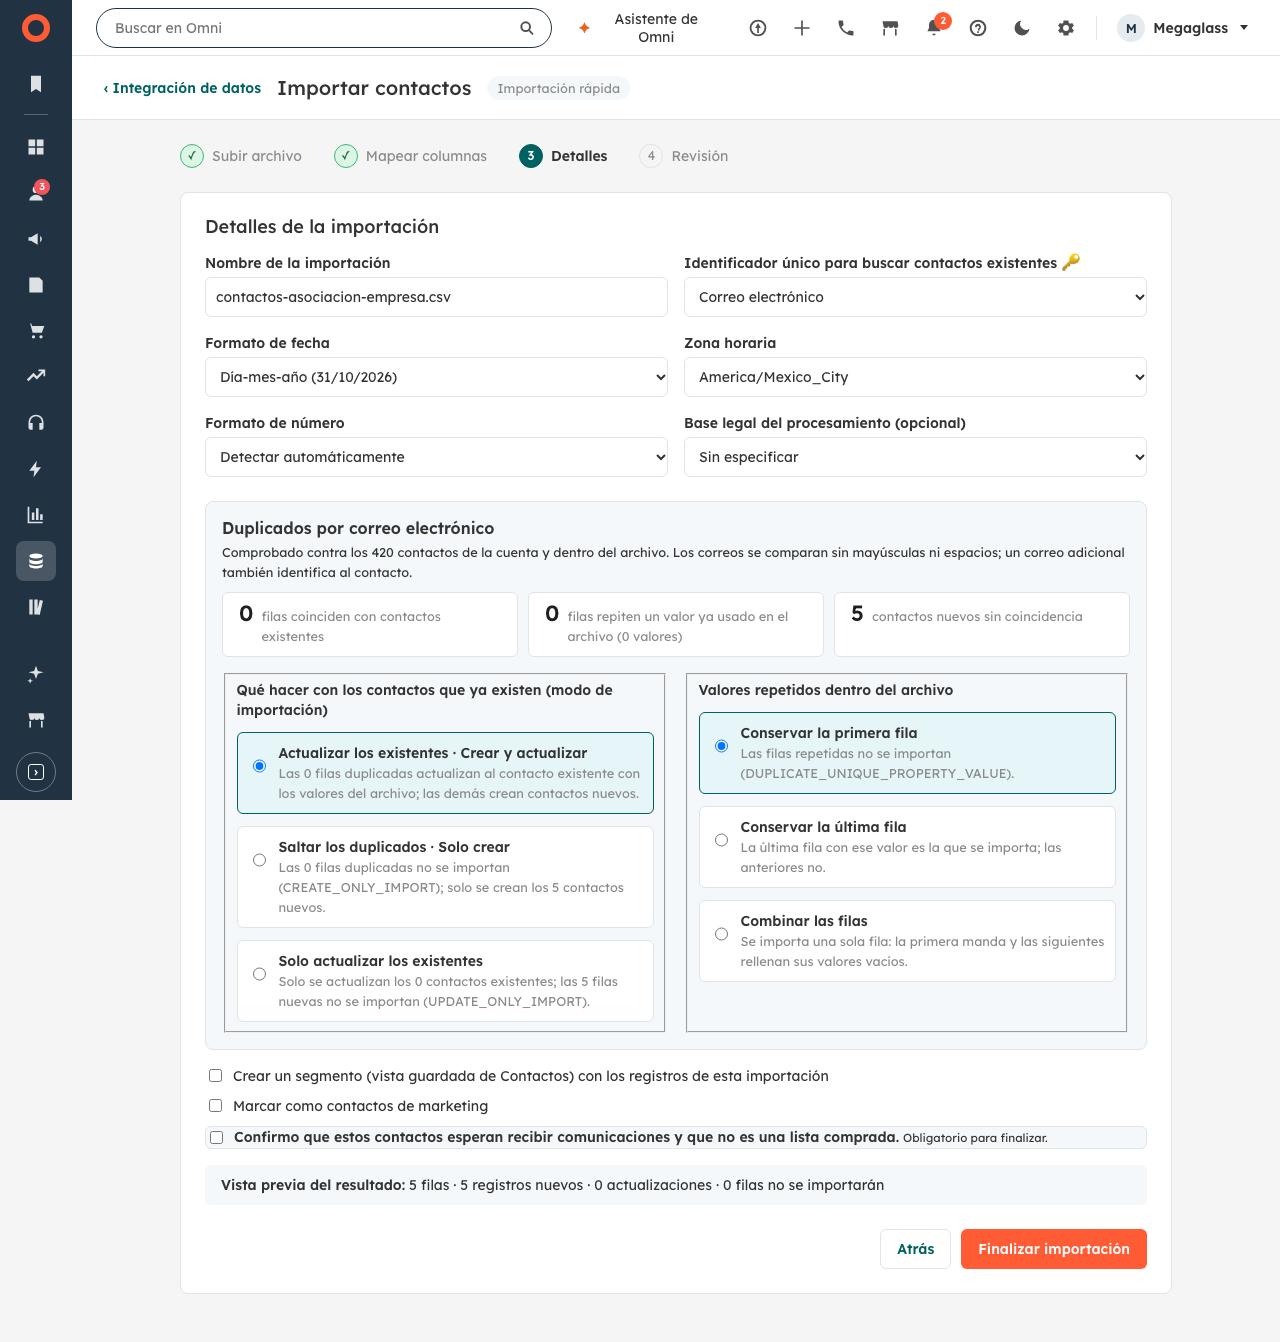 Buscar en Omni
Asistente de
Omni
2
M
Megaglass
‹ Integración de datos
Importar contactos
Importación rápida
3
✓ Subir archivo
✓ Mapear columnas
3 Detalles
4 Revisión
Detalles de la importación
Nombre de la importación
Identificador único para buscar contactos existentes 🔑
contactos-asociacion-empresa.csv
Correo electrónico
Formato de fecha
Zona horaria
Día-mes-año (31/10/2026)
America/Mexico_City
Formato de número
Base legal del procesamiento (opcional)
Detectar automáticamente
Sin especificar
Duplicados por correo electrónico
Comprobado contra los 420 contactos de la cuenta y dentro del archivo. Los correos se comparan sin mayúsculas ni espacios; un correo adicional
también identifica al contacto.
0 filas coinciden con contactos
existentes
0 filas repiten un valor ya usado en el
archivo (0 valores)
5 contactos nuevos sin coincidencia
Qué hacer con los contactos que ya existen (modo de
importación)
Actualizar los existentes · Crear y actualizar
Las 0 filas duplicadas actualizan al contacto existente con
los valores del archivo; las demás crean contactos nuevos.
Saltar los duplicados · Solo crear
Las 0 filas duplicadas no se importan
(CREATE_ONLY_IMPORT); solo se crean los 5 contactos
nuevos.
Solo actualizar los existentes
Solo se actualizan los 0 contactos existentes; las 5 filas
nuevas no se importan (UPDATE_ONLY_IMPORT).
Valores repetidos dentro del archivo
Conservar la primera fila
Las filas repetidas no se importan
(DUPLICATE_UNIQUE_PROPERTY_VALUE).
Conservar la última fila
La última fila con ese valor es la que se importa; las
anteriores no.
Combinar las filas
Se importa una sola fila: la primera manda y las siguientes
rellenan sus valores vacíos.
Crear un segmento (vista guardada de Contactos) con los registros de esta importación
Marcar como contactos de marketing
Confirmo que estos contactos esperan recibir comunicaciones y que no es una lista comprada. Obligatorio para finalizar.
Vista previa del resultado: 5 filas · 5 registros nuevos · 0 actualizaciones · 0 filas no se importarán
Atrás
Finalizar importación